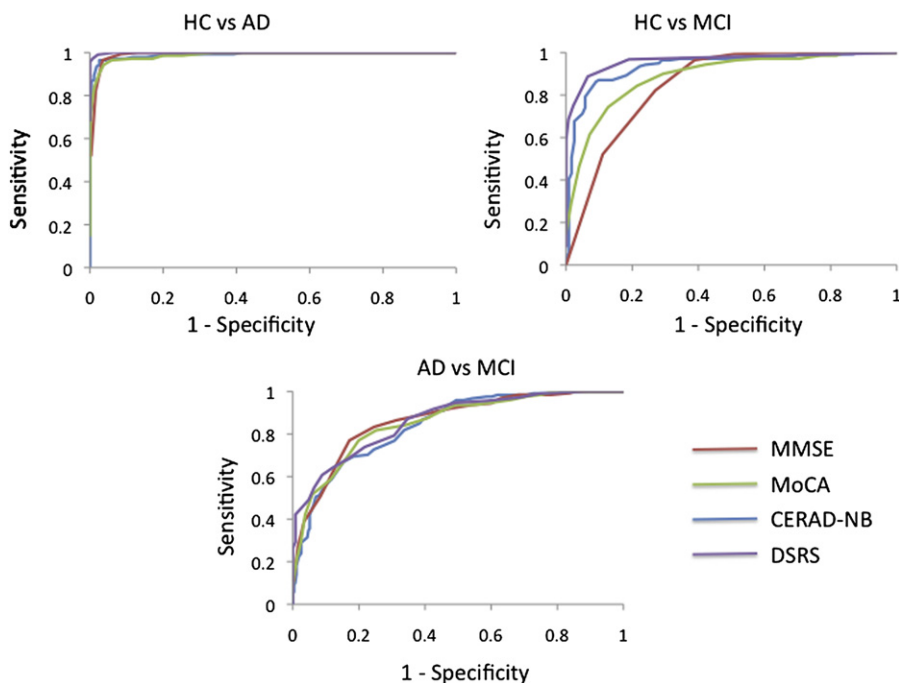 HC vs AD
1
0.8
0.6
0.4
0.2
0
Sensitivity
0 0.2 0.4 0.6 0.8 1
1 - Specificity
HC vs MCI
1
0.8
0.6
0.4
0.2
0
Sensitivity
0 0.2 0.4 0.6 0.8 1
1 - Specificity
AD vs MCI
1
0.8
0.6
0.4
0.2
0
Sensitivity
0 0.2 0.4 0.6 0.8 1
1 - Specificity
MMSE
MoCA
CERAD-NB
DSRS